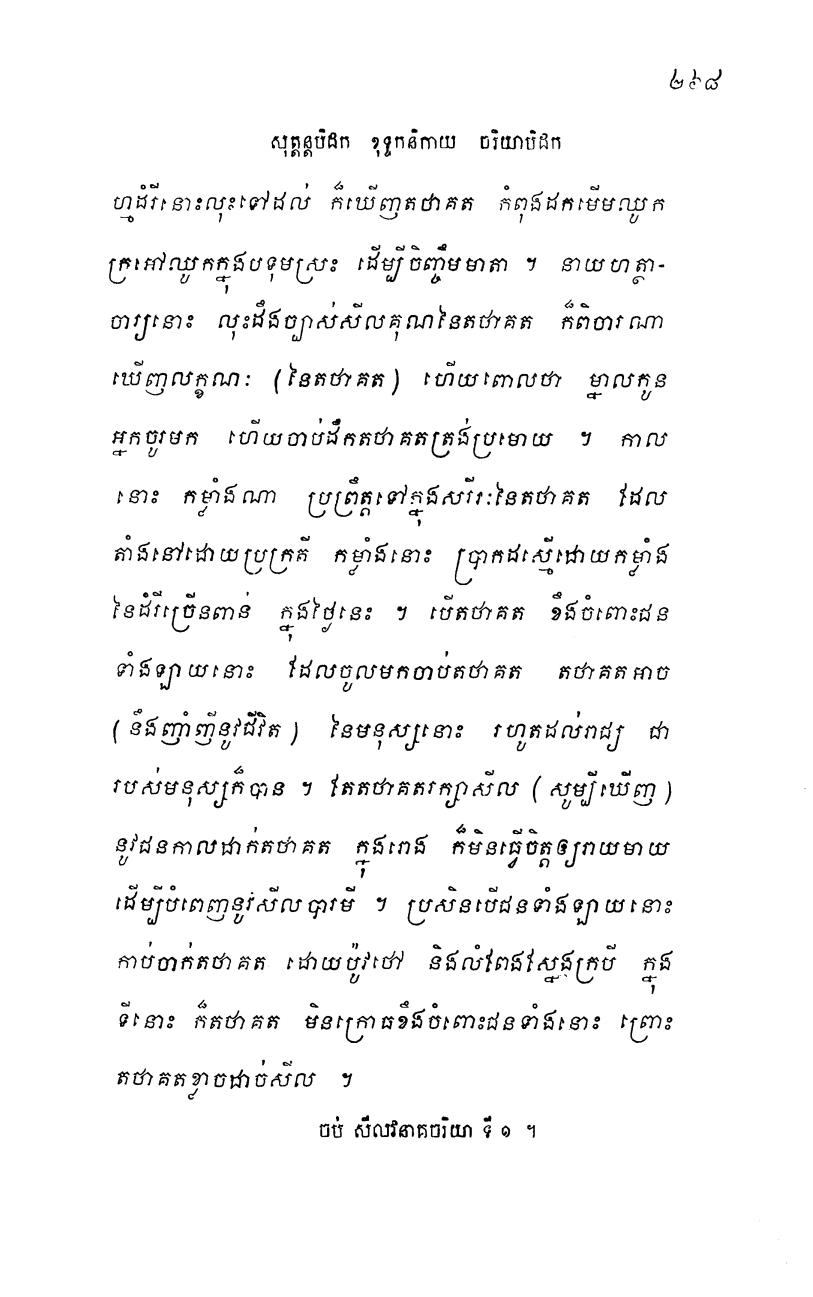 ២៦៨
សុត្តន្តបិដក ខុទ្ទកនិកាយ ចរិយាបិដក
ហ្មដំរីនោះលុះទៅដល់ ក៏ឃើញតថាគត កំពុងដកមើមឈូក
ក្រអៅឈូកក្នុងបទុមស្រះ ដើម្បីចិញ្ចឹមមាតា ។ នាយហត្ថា-
ចារ្យនោះ លុះដឹងច្បាស់សីលគុណនៃតថាគត ក៏ពិចារណា
ឃើញលក្ខណៈ (នៃតថាគត) ហើយពោលថា ម្នាលកូន
អ្នកចូរមក ហើយចាប់ដឹកតថាគតត្រង់ប្រមោយ ។ កាល
នោះ កម្លាំងណា ប្រព្រឹត្តទៅក្នុងសរីរៈនៃតថាគត ដែល
តាំងនៅដោយប្រក្រតី កម្លាំងនោះ ប្រាកដស្មើដោយកម្លាំង
នៃដំរីច្រើនពាន់ ក្នុងថ្ងៃនេះ ។ បើតថាគត ខឹងចំពោះជន
ទាំងឡាយនោះ ដែលចូលមកចាប់តថាគត តថាគតអាច
(នឹងញាំញីនូវជីវិត) នៃមនុស្សនោះ រហូតដល់រាជ្យ ជា
របស់មនុស្សក៏បាន ។ តែតថាគតរក្សាសីល (សូម្បីឃើញ)
នូវជនកាលដាក់តថាគត ក្នុងរោង ក៏មិនធ្វើចិត្តឲ្យរាយមាយ
ដើម្បីបំពេញនូវសីលបារមី ។ ប្រសិនបើជនទាំងឡាយនោះ
កាប់ចាក់តថាគត ដោយប៉ូវថៅ និងលំពែងស្នែងក្របី ក្នុង
ទីនោះ ក៏តថាគត មិនក្រោធខឹងចំពោះជនទាំងនោះ ព្រោះ
តថាគតខ្លាចដាច់សីល ។
ចប់ សីលវនាគចរិយា ទី ១ ។